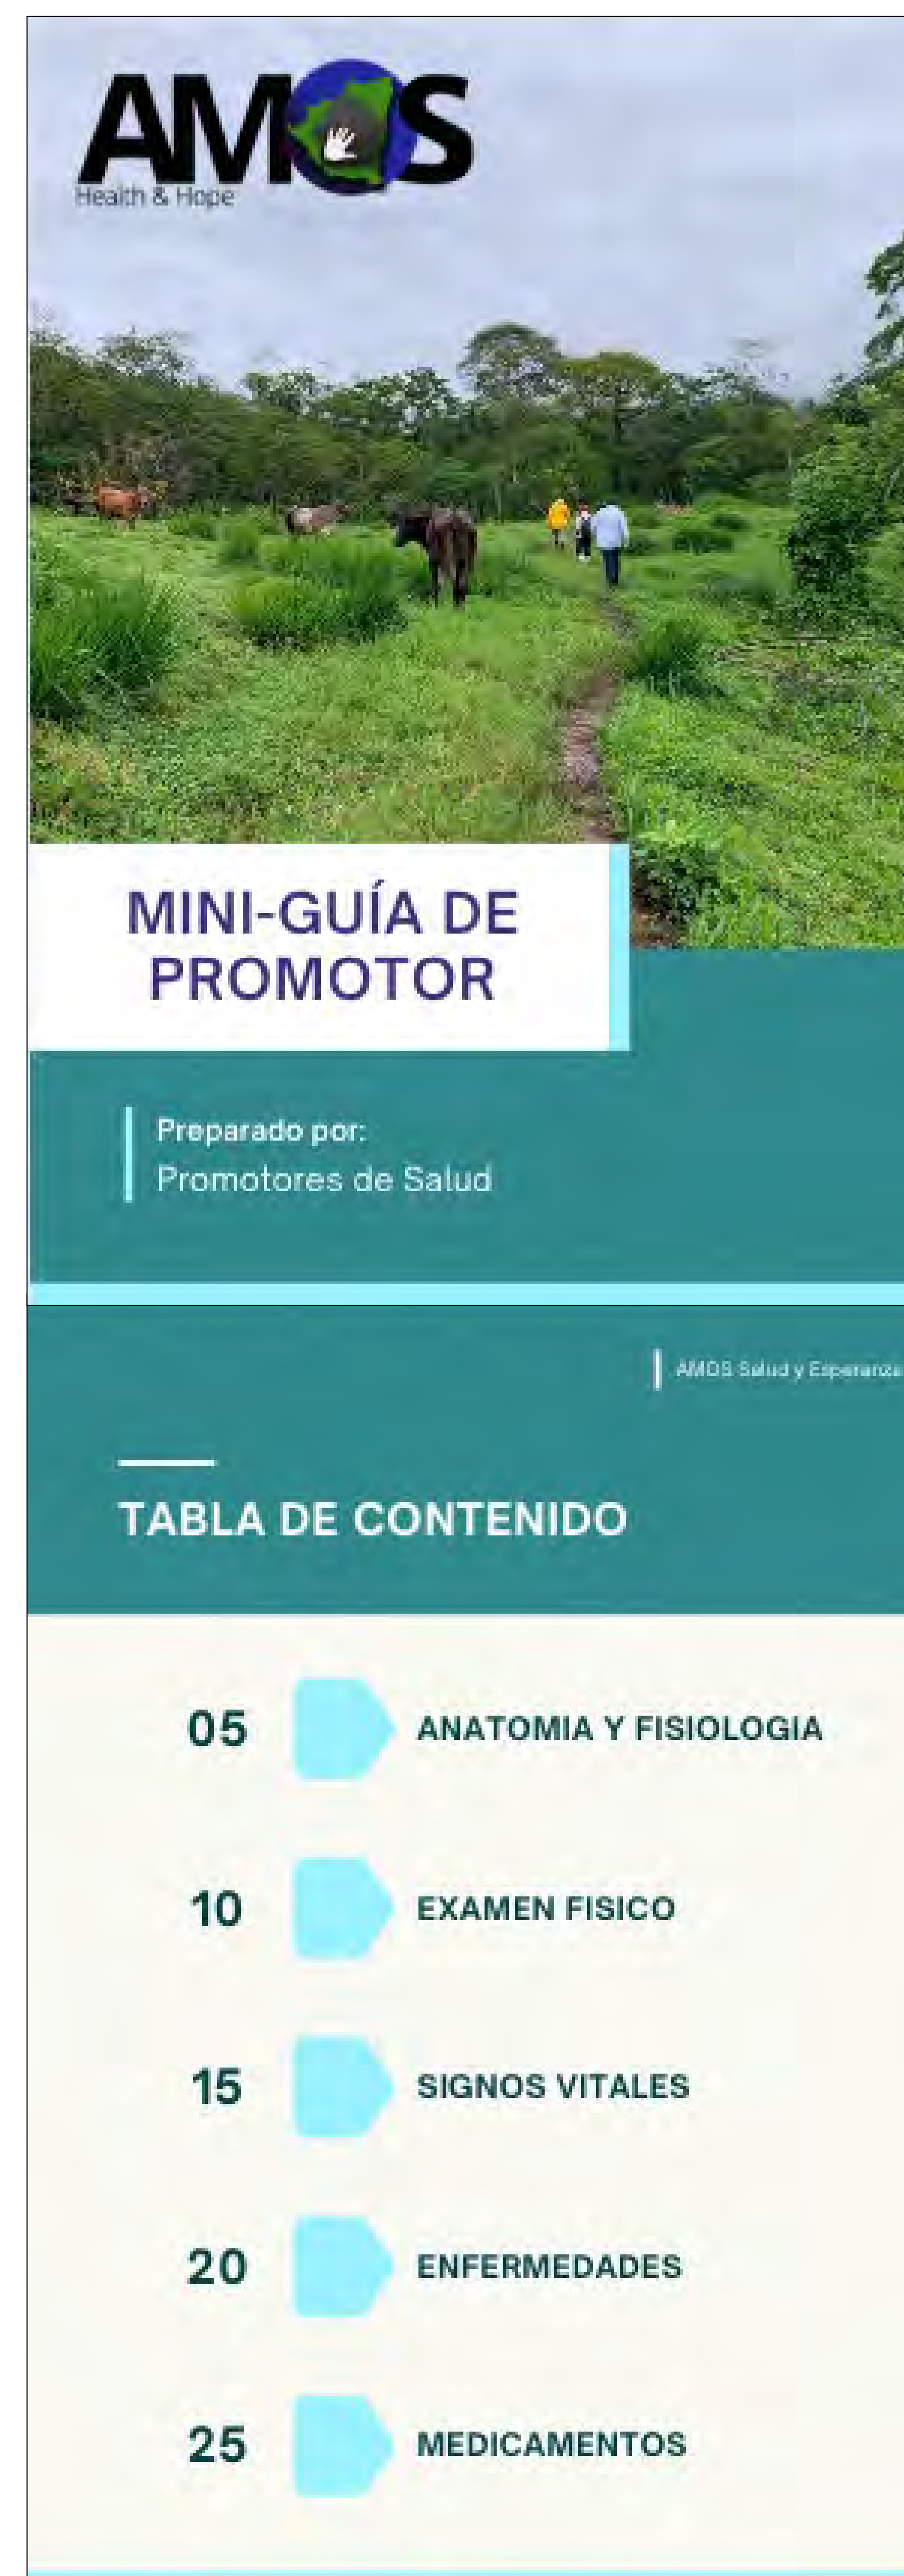 AMOS
Health & Hope
MINI-GUÍA DE
PROMOTOR
Preparado por:
Promotores de Salud
AMOS Salud y Esperanza
TABLA DE CONTENIDO
05 ANATOMIA Y FISIOLOGIA
10 EXAMEN FISICO
15 SIGNOS VITALES
20 ENFERMEDADES
25 MEDICAMENTOS